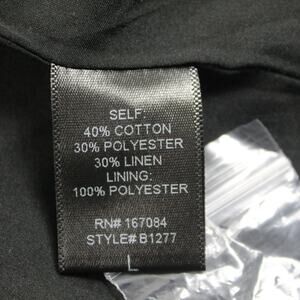 SELF
40% COTTON
30% POLYESTER
30% LINEN
LINING:
100% POLYESTER
RN# 167084
STYLE# B1277
L